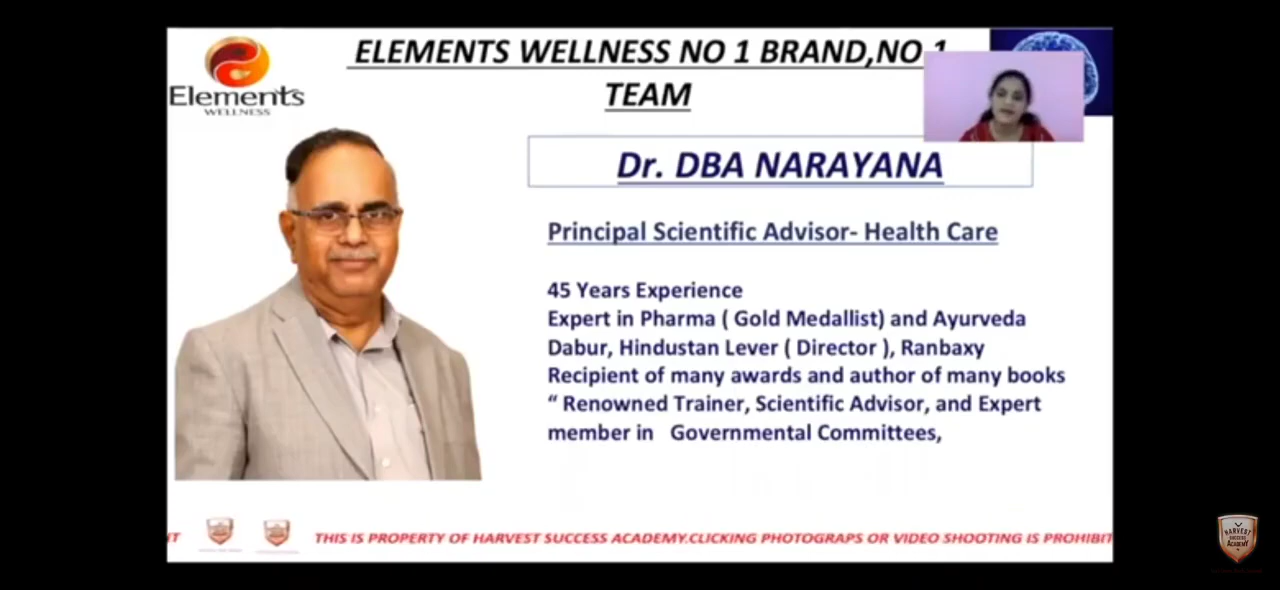 ELEMENTS WELLNESS NO 1 BRAND,NO 1
TEAM
Elements
WELLNESS
Dr. DBA NARAYANA
Principal Scientific Advisor- Health Care
45 Years Experience
Expert in Pharma ( Gold Medallist) and Ayurveda
Dabur, Hindustan Lever ( Director ), Ranbaxy
Recipient of many awards and author of many books
“ Renowned Trainer, Scientific Advisor, and Expert
member in Governmental Committees,
THIS IS PROPERTY OF HARVEST SUCCESS ACADEMY.CLICKING PHOTOGRAPS OR VIDEO SHOOTING IS PROHIBIT
HARVEST
SUCCESS
ACADEMY